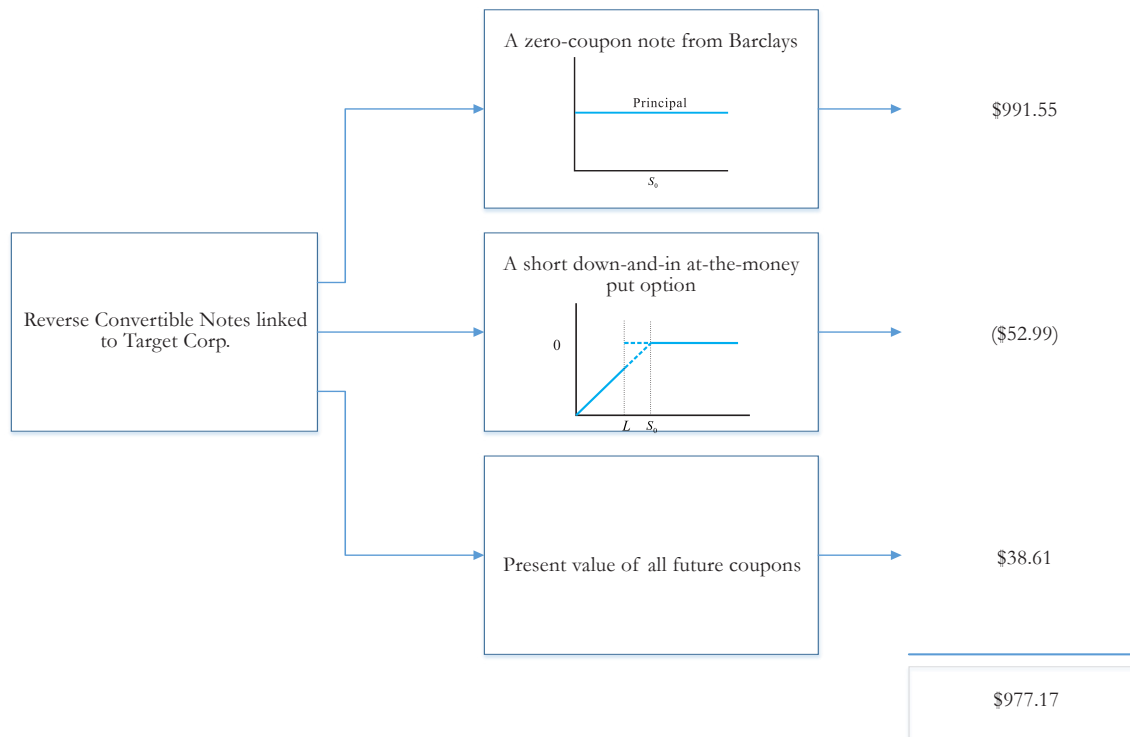 A zero-coupon note from Barclays
Principal
S₀
$991.55
Reverse Convertible Notes linked
to Target Corp.
A short down-and-in at-the-money
put option
0
L S₀
($52.99)
Present value of all future coupons
$38.61
$977.17